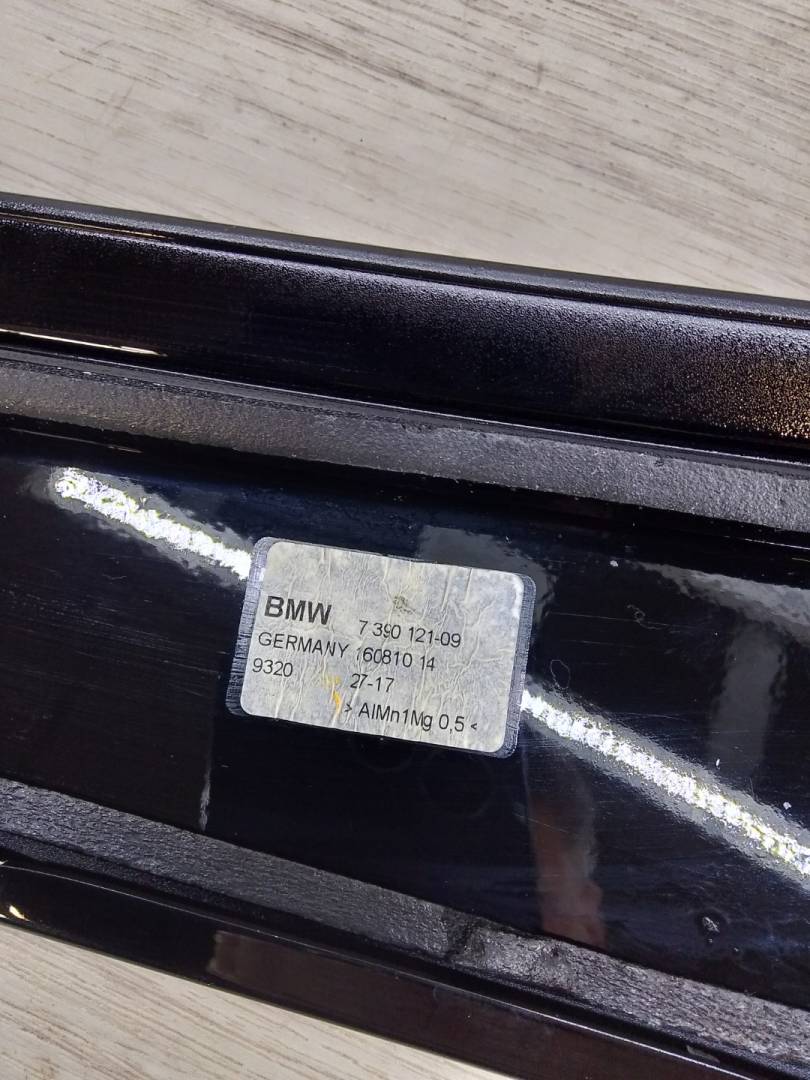 BMW 7 390 121-09
GERMANY 160810 14
9320 27-17
> AlMn1Mg 0,5 <